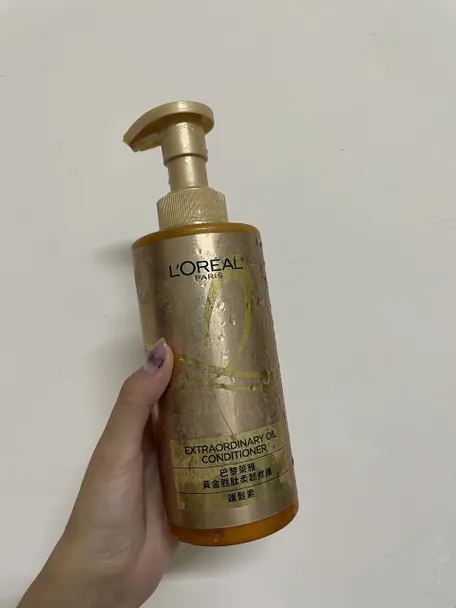 L'ORÉAL
PARIS
EXTRAORDINARY OIL
CONDITIONER
巴黎萊雅
黃金胜肽柔韌修護
護髮素